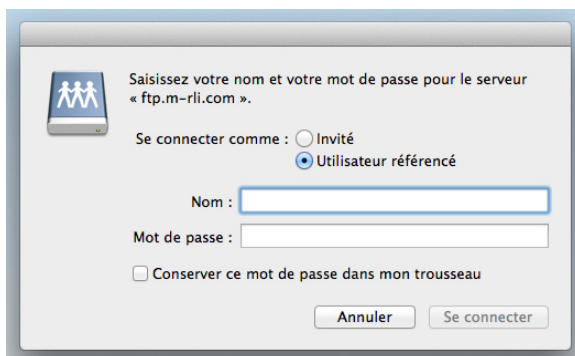 Saisissez votre nom et votre mot de passe pour le serveur
« ftp.m-rli.com ».
Se connecter comme : Invité
Utilisateur référencé
Nom :
Mot de passe :
Conserver ce mot de passe dans mon trousseau
Annuler Se connecter